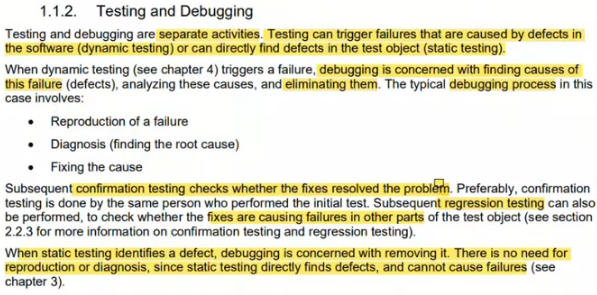 1.1.2. Testing and Debugging
Testing and debugging are separate activities. Testing can trigger failures that are caused by defects in
the software (dynamic testing) or can directly find defects in the test object (static testing).
When dynamic testing (see chapter 4) triggers a failure, debugging is concerned with finding causes of
this failure (defects), analyzing these causes, and eliminating them. The typical debugging process in this
case involves:
• Reproduction of a failure
• Diagnosis (finding the root cause)
• Fixing the cause
Subsequent confirmation testing checks whether the fixes resolved the problem. Preferably, confirmation
testing is done by the same person who performed the initial test. Subsequent regression testing can also
be performed, to check whether the fixes are causing failures in other parts of the test object (see section
2.2.3 for more information on confirmation testing and regression testing).
When static testing identifies a defect, debugging is concerned with removing it. There is no need for
reproduction or diagnosis, since static testing directly finds defects, and cannot cause failures (see
chapter 3).